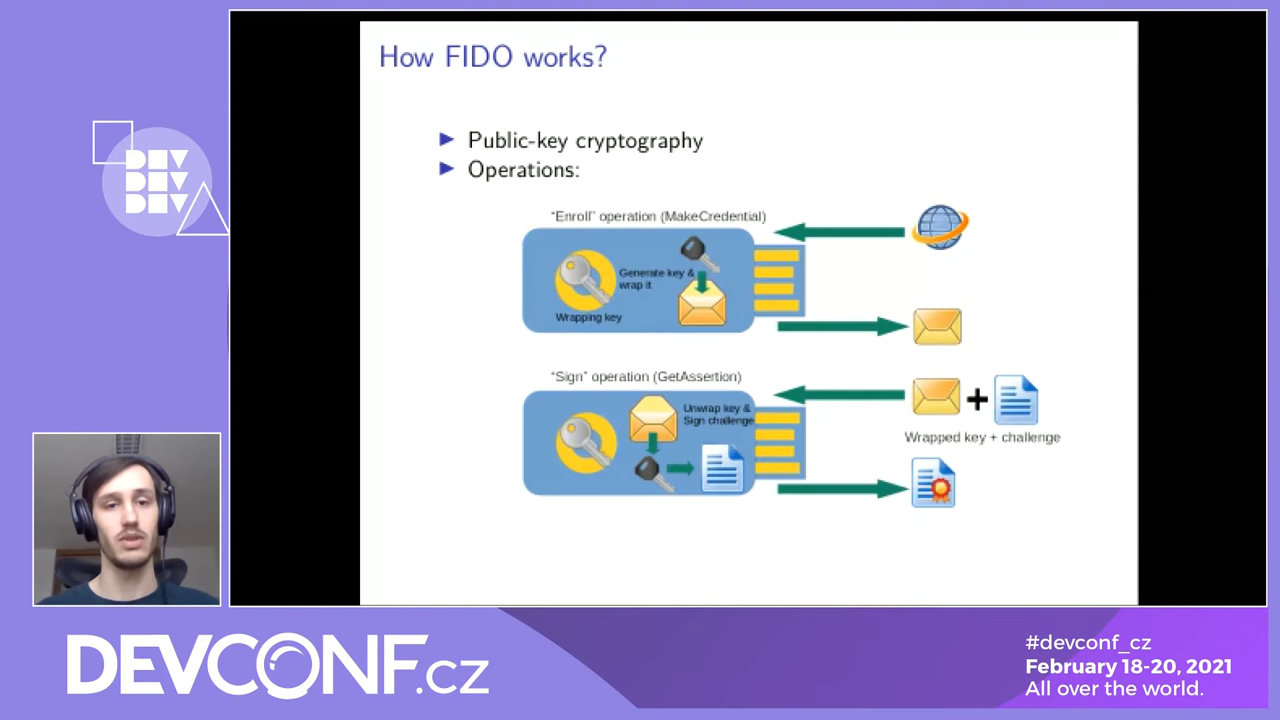 How FIDO works?
Public-key cryptography
Operations:
"Enroll" operation (MakeCredential)
Generate key &
wrap it
Wrapping key
"Sign" operation (GetAssertion)
Unwrap key &
Sign challenge
Wrapped key + challenge
DEV
DEV
DEV
DEVCONF.cz
#devconf_cz
February 18-20, 2021
All over the world.